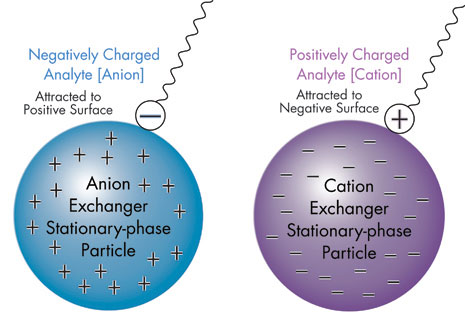 Negatively Charged
Analyte [Anion]
Attracted to
Positive Surface
−
Anion
Exchanger
Stationary-phase
Particle
Positively Charged
Analyte [Cation]
Attracted to
Negative Surface
+
Cation
Exchanger
Stationary-phase
Particle